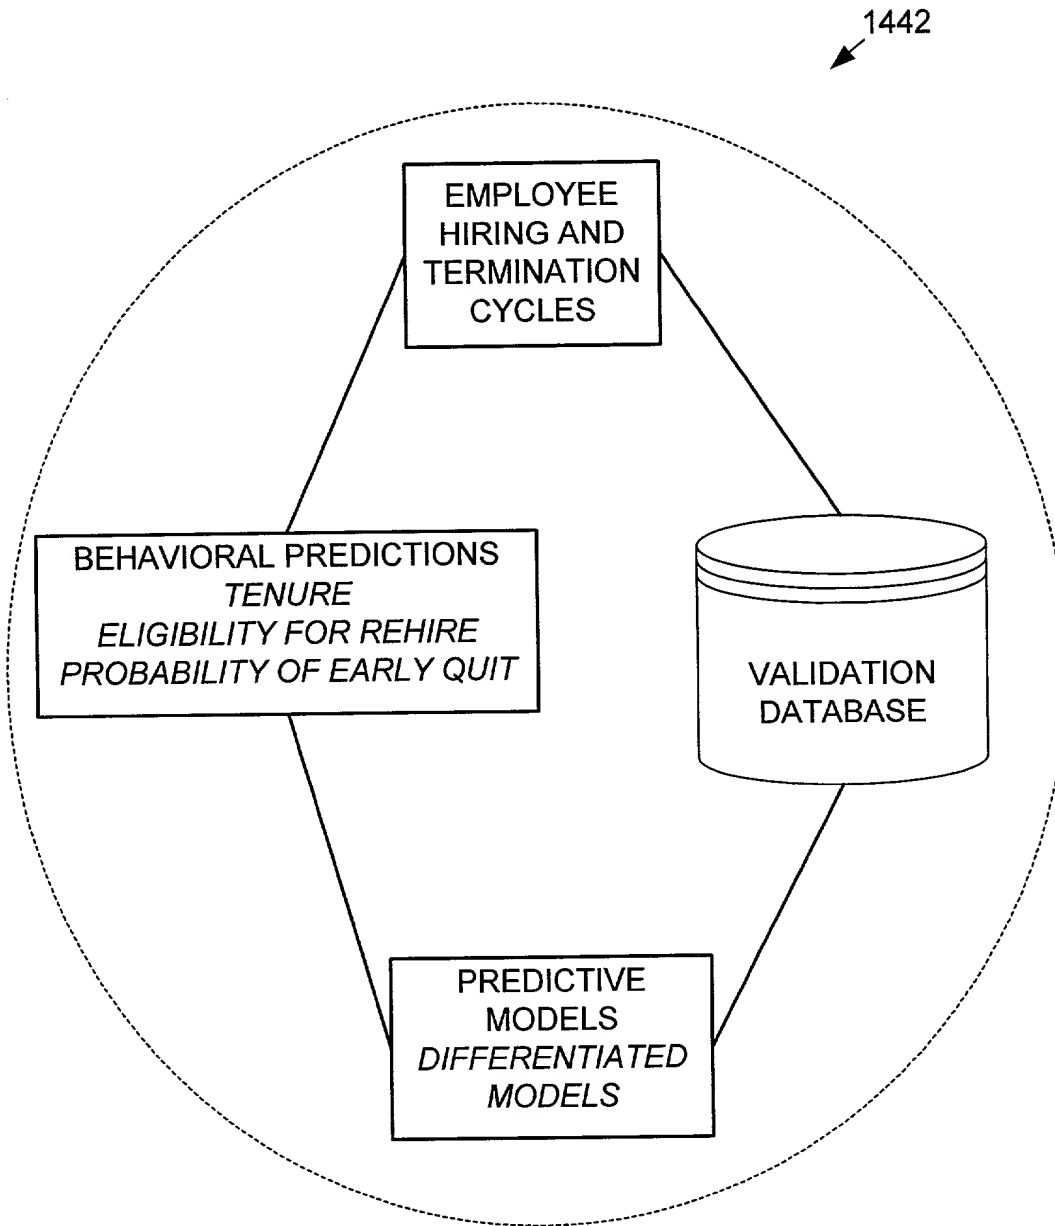 1442
EMPLOYEE
HIRING AND
TERMINATION
CYCLES
BEHAVIORAL PREDICTIONS
TENURE
ELIGIBILITY FOR REHIRE
PROBABILITY OF EARLY QUIT
VALIDATION
DATABASE
PREDICTIVE
MODELS
DIFFERENTIATED
MODELS